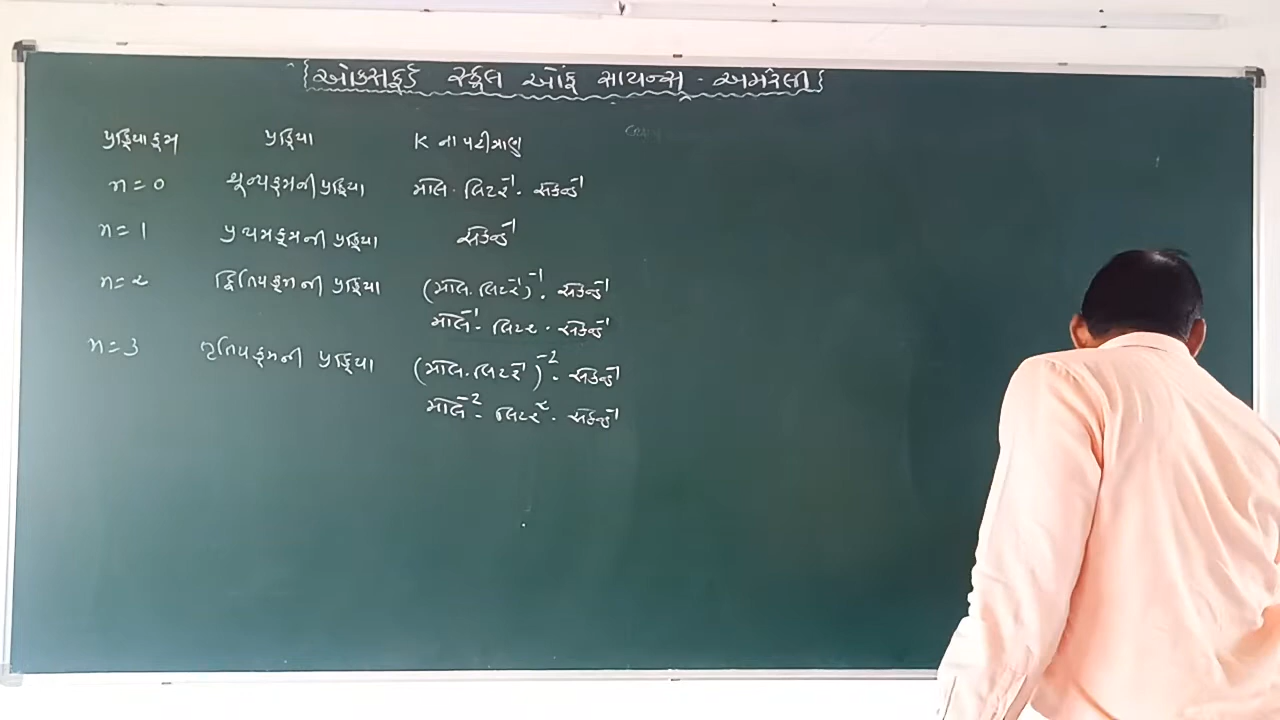 {ઓક્સફર્ડ સ્કૂલ ઓફ સાયન્સ - અમરેલી}
પ્રક્રિયાક્રમ પ્રક્રિયા K ના પરિમાણ
n = 0 શૂન્યક્રમની પ્રક્રિયા મોલ. લિટર⁻¹. સેકન્ડ⁻¹
n = 1 પ્રથમક્રમની પ્રક્રિયા સેકન્ડ⁻¹
n = ૨ દ્વિતિયક્રમની પ્રક્રિયા (મોલ. લિટર⁻¹)⁻¹. સેકન્ડ⁻¹
મોલ⁻¹. લિટર. સેકન્ડ⁻¹
n = 3 તૃતિયક્રમની પ્રક્રિયા (મોલ. લિટર⁻¹)⁻² . સેકન્ડ⁻¹
મોલ⁻². લિટર². સેકન્ડ⁻¹